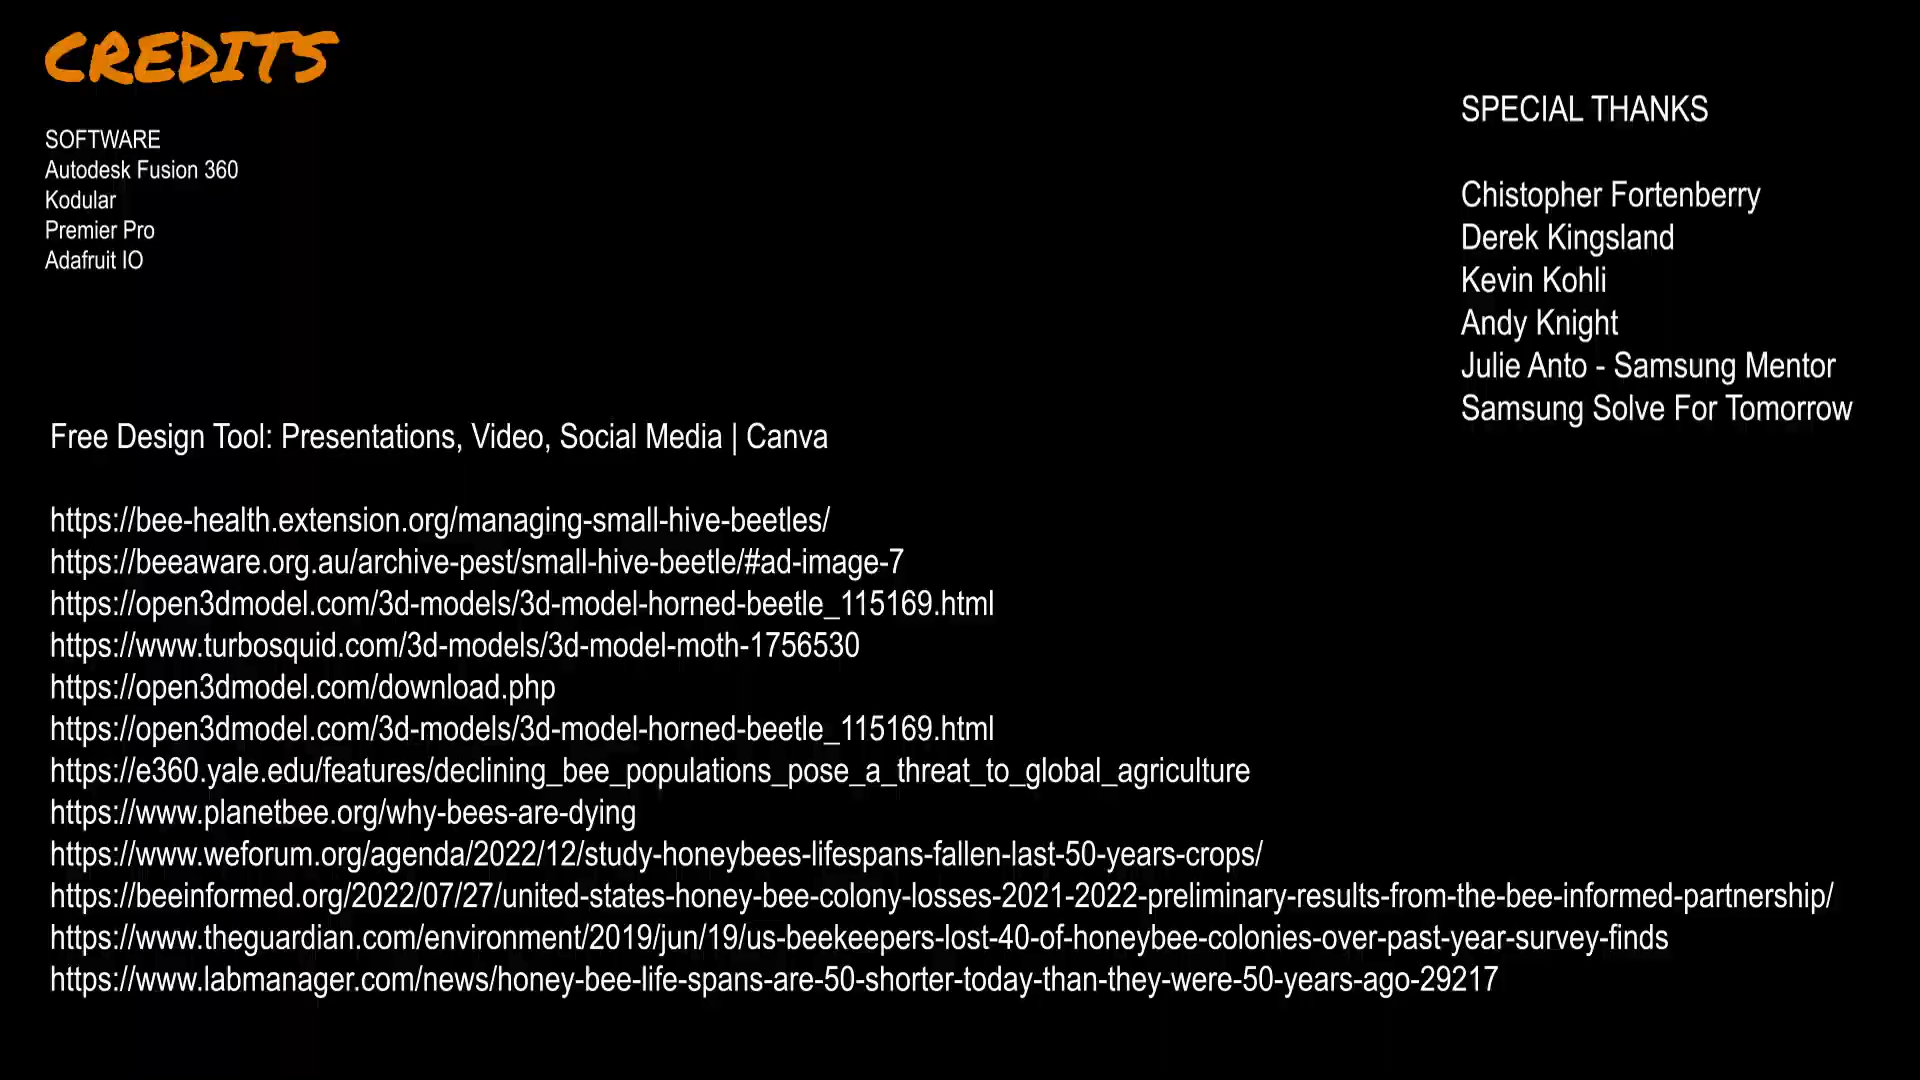 CREDITS
SOFTWARE
Autodesk Fusion 360
Kodular
Premier Pro
Adafruit IO
SPECIAL THANKS
Chistopher Fortenberry
Derek Kingsland
Kevin Kohli
Andy Knight
Julie Anto - Samsung Mentor
Samsung Solve For Tomorrow
Free Design Tool: Presentations, Video, Social Media | Canva
https://bee-health.extension.org/managing-small-hive-beetles/
https://beeaware.org.au/archive-pest/small-hive-beetle/#ad-image-7
https://open3dmodel.com/3d-models/3d-model-horned-beetle_115169.html
https://www.turbosquid.com/3d-models/3d-model-moth-1756530
https://open3dmodel.com/download.php
https://open3dmodel.com/3d-models/3d-model-horned-beetle_115169.html
https://e360.yale.edu/features/declining_bee_populations_pose_a_threat_to_global_agriculture
https://www.planetbee.org/why-bees-are-dying
https://www.weforum.org/agenda/2022/12/study-honeybees-lifespans-fallen-last-50-years-crops/
https://beeinformed.org/2022/07/27/united-states-honey-bee-colony-losses-2021-2022-preliminary-results-from-the-bee-informed-partnership/
https://www.theguardian.com/environment/2019/jun/19/us-beekeepers-lost-40-of-honeybee-colonies-over-past-year-survey-finds
https://www.labmanager.com/news/honey-bee-life-spans-are-50-shorter-today-than-they-were-50-years-ago-29217